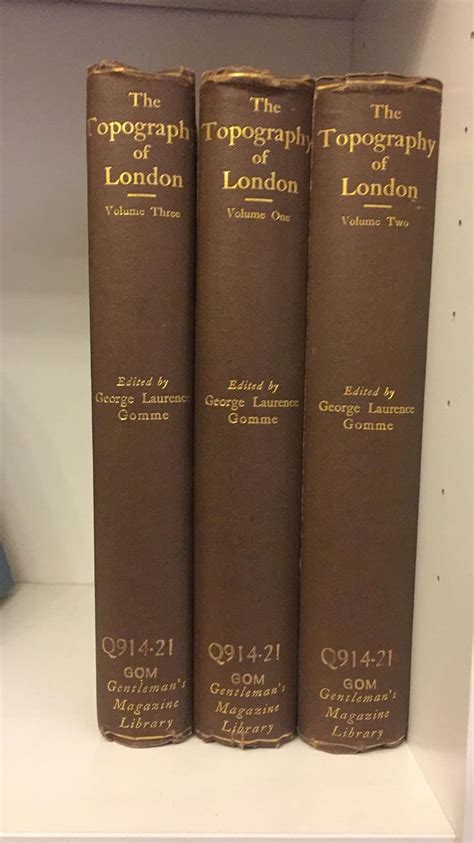 The
Topography
of
London
Volume Three
Edited by
George Laurence
Gomme
Q914·21
GOM
Gentleman's
Magazine
Library
The
Topography
of
London
Volume One
Edited by
George Laurence
Gomme
Q914·21
GOM
Gentleman's
Magazine
Library
The
Topography
of
London
Volume Two
Edited by
George Laurence
Gomme
Q914·21
GOM
Gentleman's
Magazine
Library